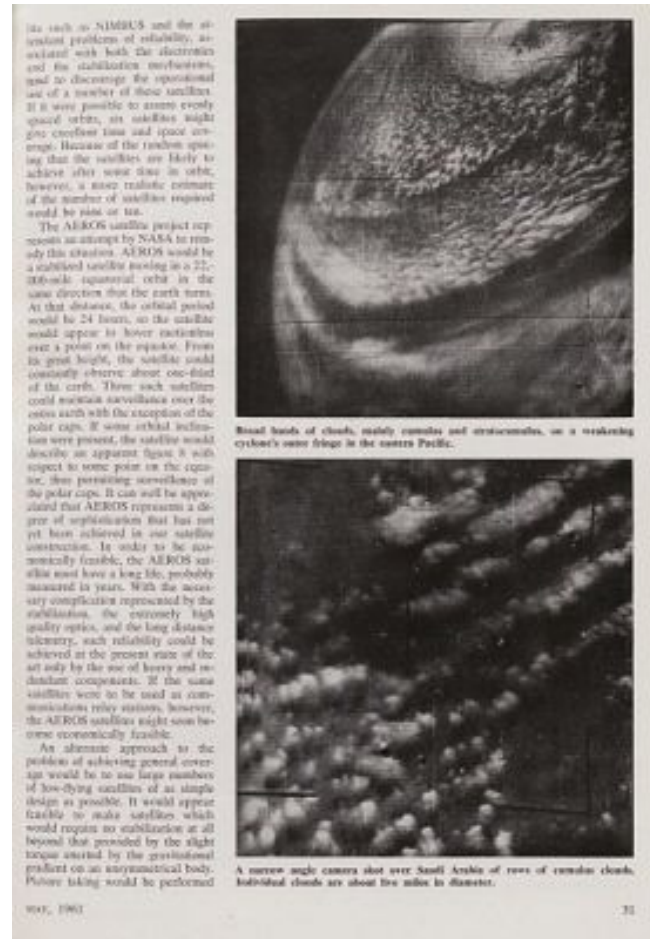 lite such as NIMBUS and the at-
tendant problems of reliability, as-
sociated with both the electronics
and the stabilization mechanisms,
tend to discourage the operational
use of a number of these satellites.
If it were possible to assure evenly
spaced orbits, six satellites might
give excellent time and space cov-
erage. Because of the random spac-
ing that the satellites are likely to
achieve after some time in orbit,
however, a more realistic estimate
of the number of satellites required
would be nine or ten.
The AEROS satellite project rep-
resents an attempt by NASA to rem-
edy this situation. AEROS would be
a stabilized satellite moving in a 22,-
000-mile equatorial orbit in the
same direction that the earth turns.
At that distance, the orbital period
would be 24 hours, so the satellite
would appear to hover motionless
over a point on the equator. From
its great height, the satellite could
constantly observe about one-third
of the earth. Three such satellites
could maintain surveillance over the
entire earth with the exception of the
polar caps. If some orbital inclina-
tion were present, the satellite would
describe an apparent figure 8 with
respect to some point on the equa-
tor, thus permitting surveillance of
the polar caps. It can well be appre-
ciated that AEROS represents a de-
gree of sophistication that has not
yet been achieved in our satellite
construction. In order to be eco-
nomically feasible, the AEROS sat-
ellite must have a long life, probably
measured in years. With the neces-
sary complication represented by the
stabilization, the extremely high
quality optics, and the long distance
telemetry, such reliability could be
achieved at the present state of the
art only by the use of heavy and re-
dundant components. If the same
satellites were to be used as com-
munications relay stations, however,
the AEROS satellites might soon be-
come economically feasible.
An alternate approach to the
problem of achieving general cover-
age would be to use large numbers
of low-flying satellites of as simple
design as possible. It would appear
feasible to make satellites which
would require no stabilization at all
beyond that provided by the slight
torque exerted by the gravitational
gradient on an unsymmetrical body.
Picture taking would be performed
Broad bands of clouds, mainly cumulus and stratocumulus, on a weakening
cyclone's outer fringe in the eastern Pacific.
A narrow angle camera shot over Saudi Arabia of rows of cumulus clouds.
Individual clouds are about five miles in diameter.
MAY, 1961
31